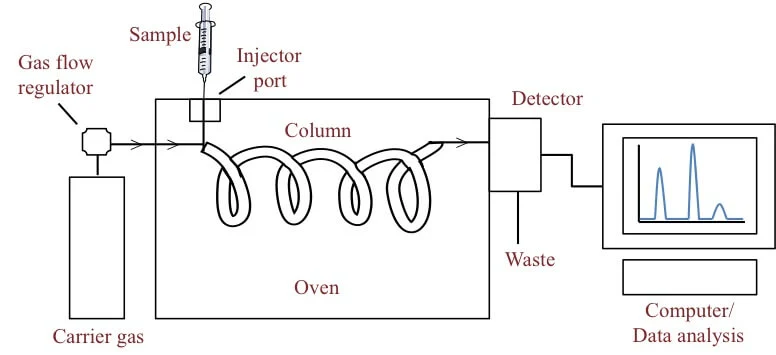 Sample
Gas flow
regulator
Injector
port
Detector
Column
Waste
Oven
Carrier gas
Computer/
Data analysis